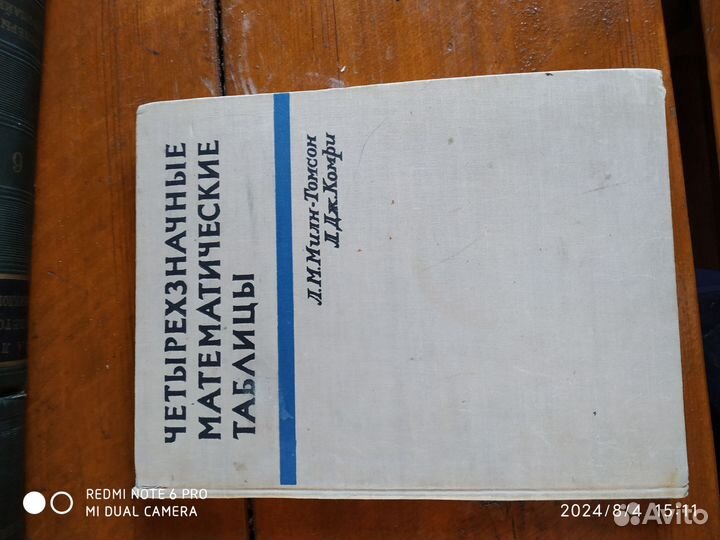 ЧЕТЫРЕХЗНАЧНЫЕ
МАТЕМАТИЧЕСКИЕ
ТАБЛИЦЫ
Л.М.Милн-Томсон
Л.Дж.Комри
6
REDMI NOTE 6 PRO
MI DUAL CAMERA
2024/8/4 15:11
Avito